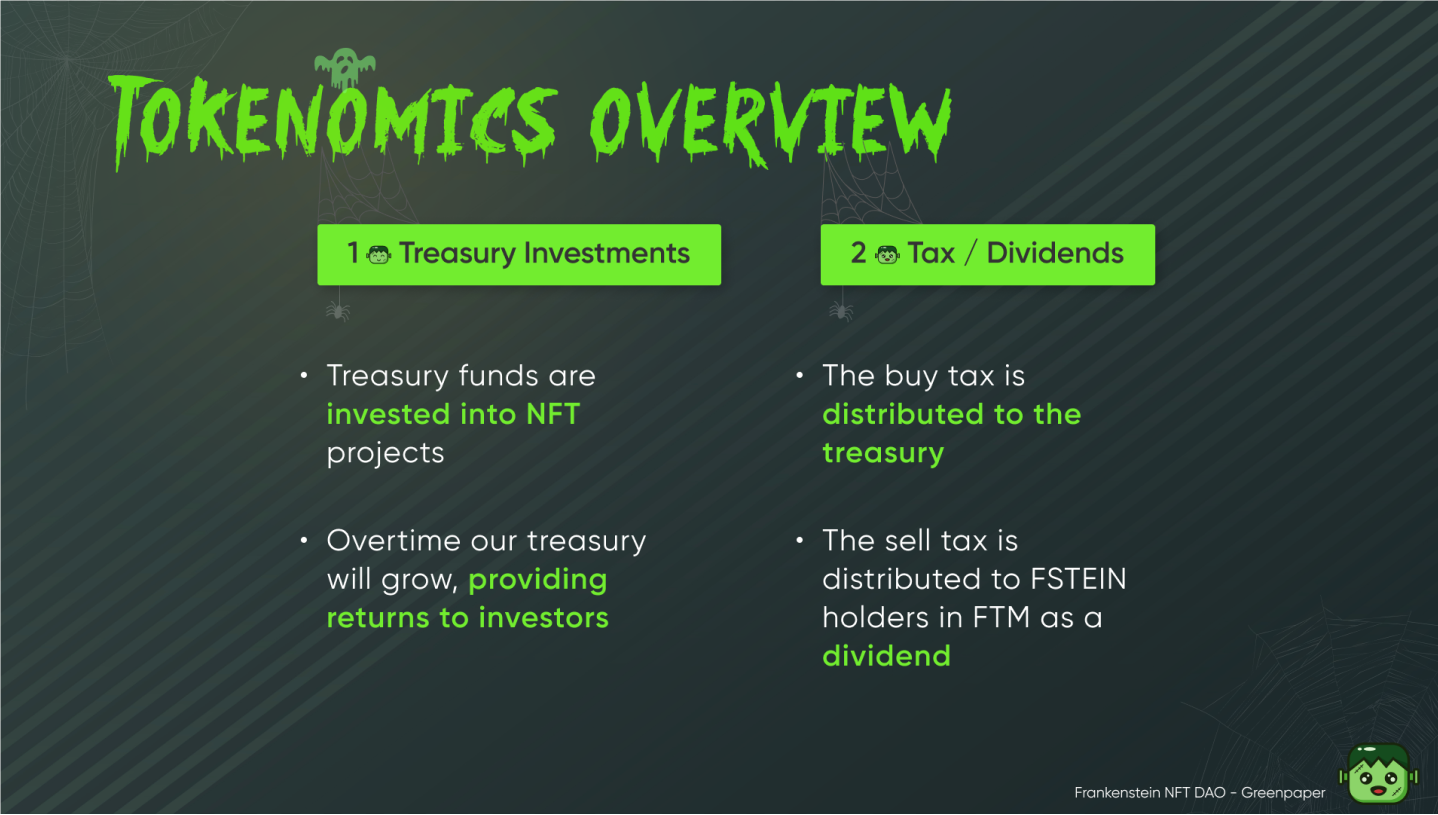 TOKENOMICS OVERVIEW
1 Treasury Investments
• Treasury funds are
invested into NFT
projects
• Overtime our treasury
will grow, providing
returns to investors
2 Tax / Dividends
• The buy tax is
distributed to the
treasury
• The sell tax is
distributed to FSTEIN
holders in FTM as a
dividend
Frankenstein NFT DAO - Greenpaper